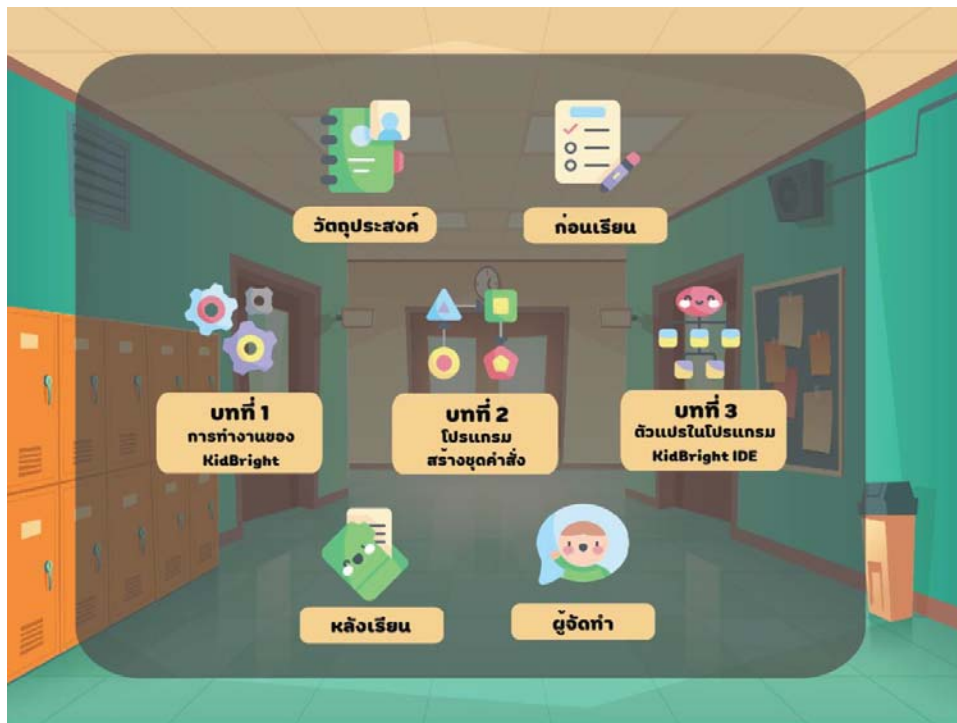 วัตถุประสงค์
ก่อนเรียน
บทที่ 1
การทำงานของ
KidBright
บทที่ 2
โปรแกรม
สร้างชุดคำสั่ง
บทที่ 3
ตัวแปรในโปรแกรม
KidBright IDE
หลังเรียน
ผู้จัดทำ